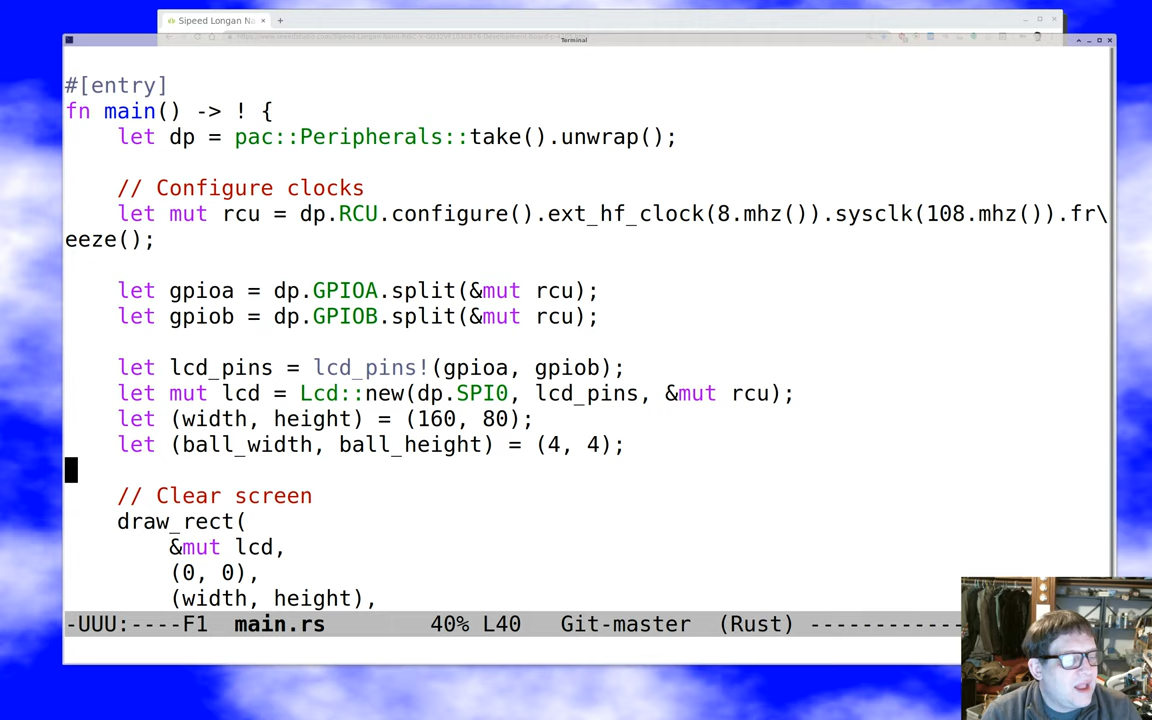 Sipeed Longan Na
Terminal
#[entry]
fn main() -> ! {
    let dp = pac::Peripherals::take().unwrap();
    // Configure clocks
    let mut rcu = dp.RCU.configure().ext_hf_clock(8.mhz()).sysclk(108.mhz()).fr\
eeze();
    let gpioa = dp.GPIOA.split(&mut rcu);
    let gpiob = dp.GPIOB.split(&mut rcu);
    let lcd_pins = lcd_pins!(gpioa, gpiob);
    let mut lcd = Lcd::new(dp.SPI0, lcd_pins, &mut rcu);
    let (width, height) = (160, 80);
    let (ball_width, ball_height) = (4, 4);
    // Clear screen
    draw_rect(
        &mut lcd,
        (0, 0),
        (width, height),
-UUU:----F1  main.rs        40% L40   Git-master  (Rust) ------------